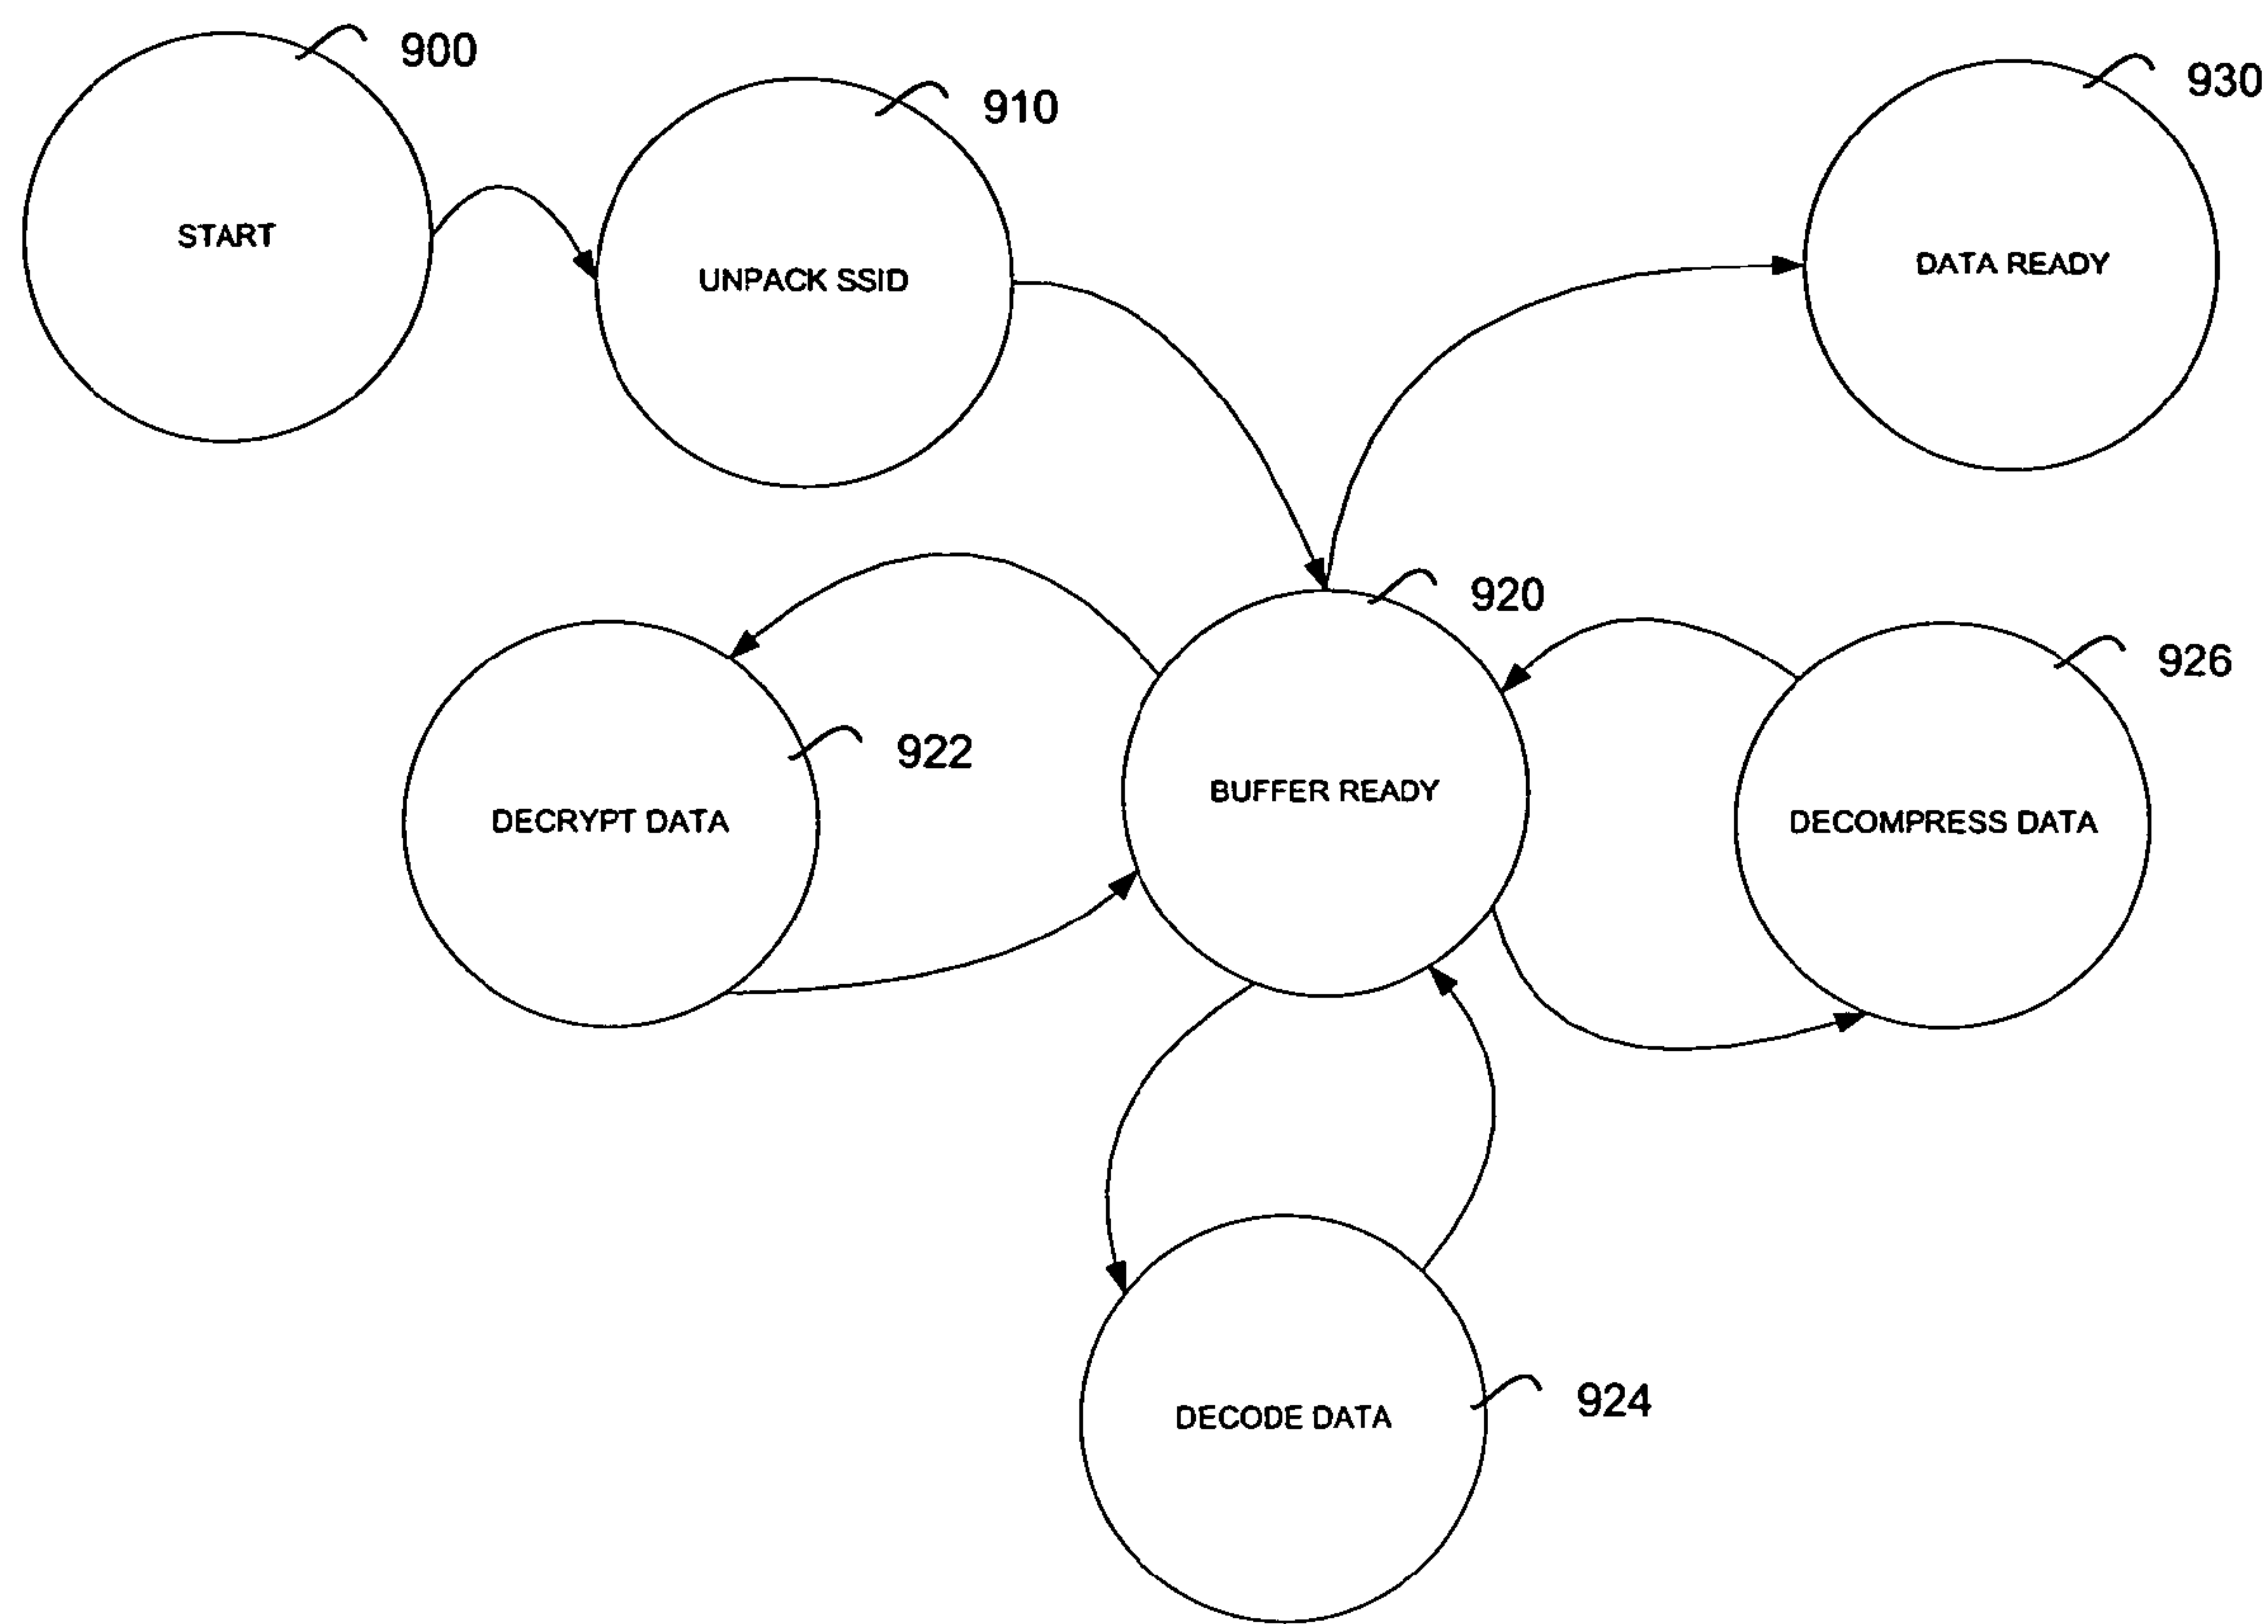 900
910
930
START
UNPACK SSID
DATA READY
920
926
922
BUFFER READY
DECRYPT DATA
DECOMPRESS DATA
924
DECODE DATA